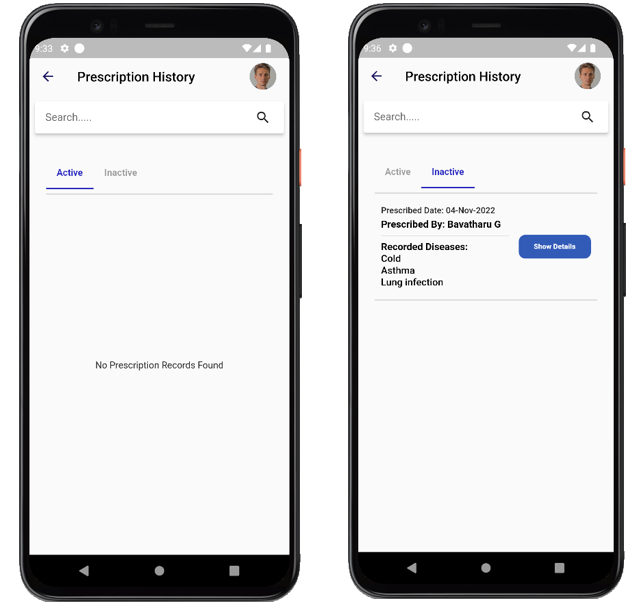 9:33
Prescription History
Search.....
Active Inactive
No Prescription Records Found
9:36
Prescription History
Search.....
Active Inactive
Prescribed Date: 04-Nov-2022
Prescribed By: Bavatharu G
Show Details
Recorded Diseases:
Cold
Asthma
Lung infection